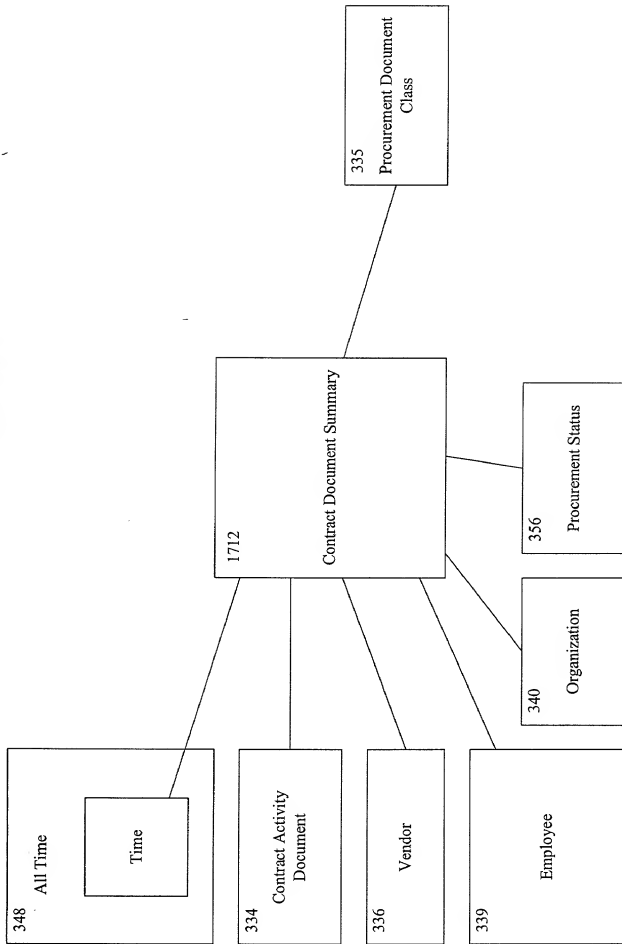 348
All Time
Time
334
Contract Activity
Document
336
Vendor
339
Employee
1712
Contract Document Summary
340
Organization
356
Procurement Status
335
Procurement Document
Class